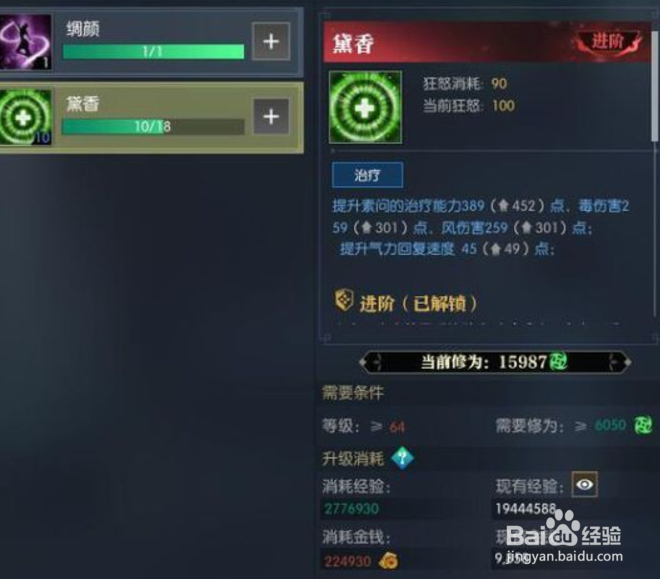 绸颜
1
1/1
+
黛香
10
10/18
+
黛香
进阶
狂怒消耗: 90
当前狂怒: 100
治疗
提升素问的治疗能力389 (452) 点、毒伤害2
59 (301) 点、风伤害259 (301) 点;
提升气力回复速度 45 (49) 点;
进阶 (已解锁)
当前修为: 15987
需要条件
等级: ≥ 64
需要修为: ≥ 6050
升级消耗
消耗经验:
现有经验:
2776930
19444588
消耗金钱:
224930
Baidu经验
jingyan.baidu.com